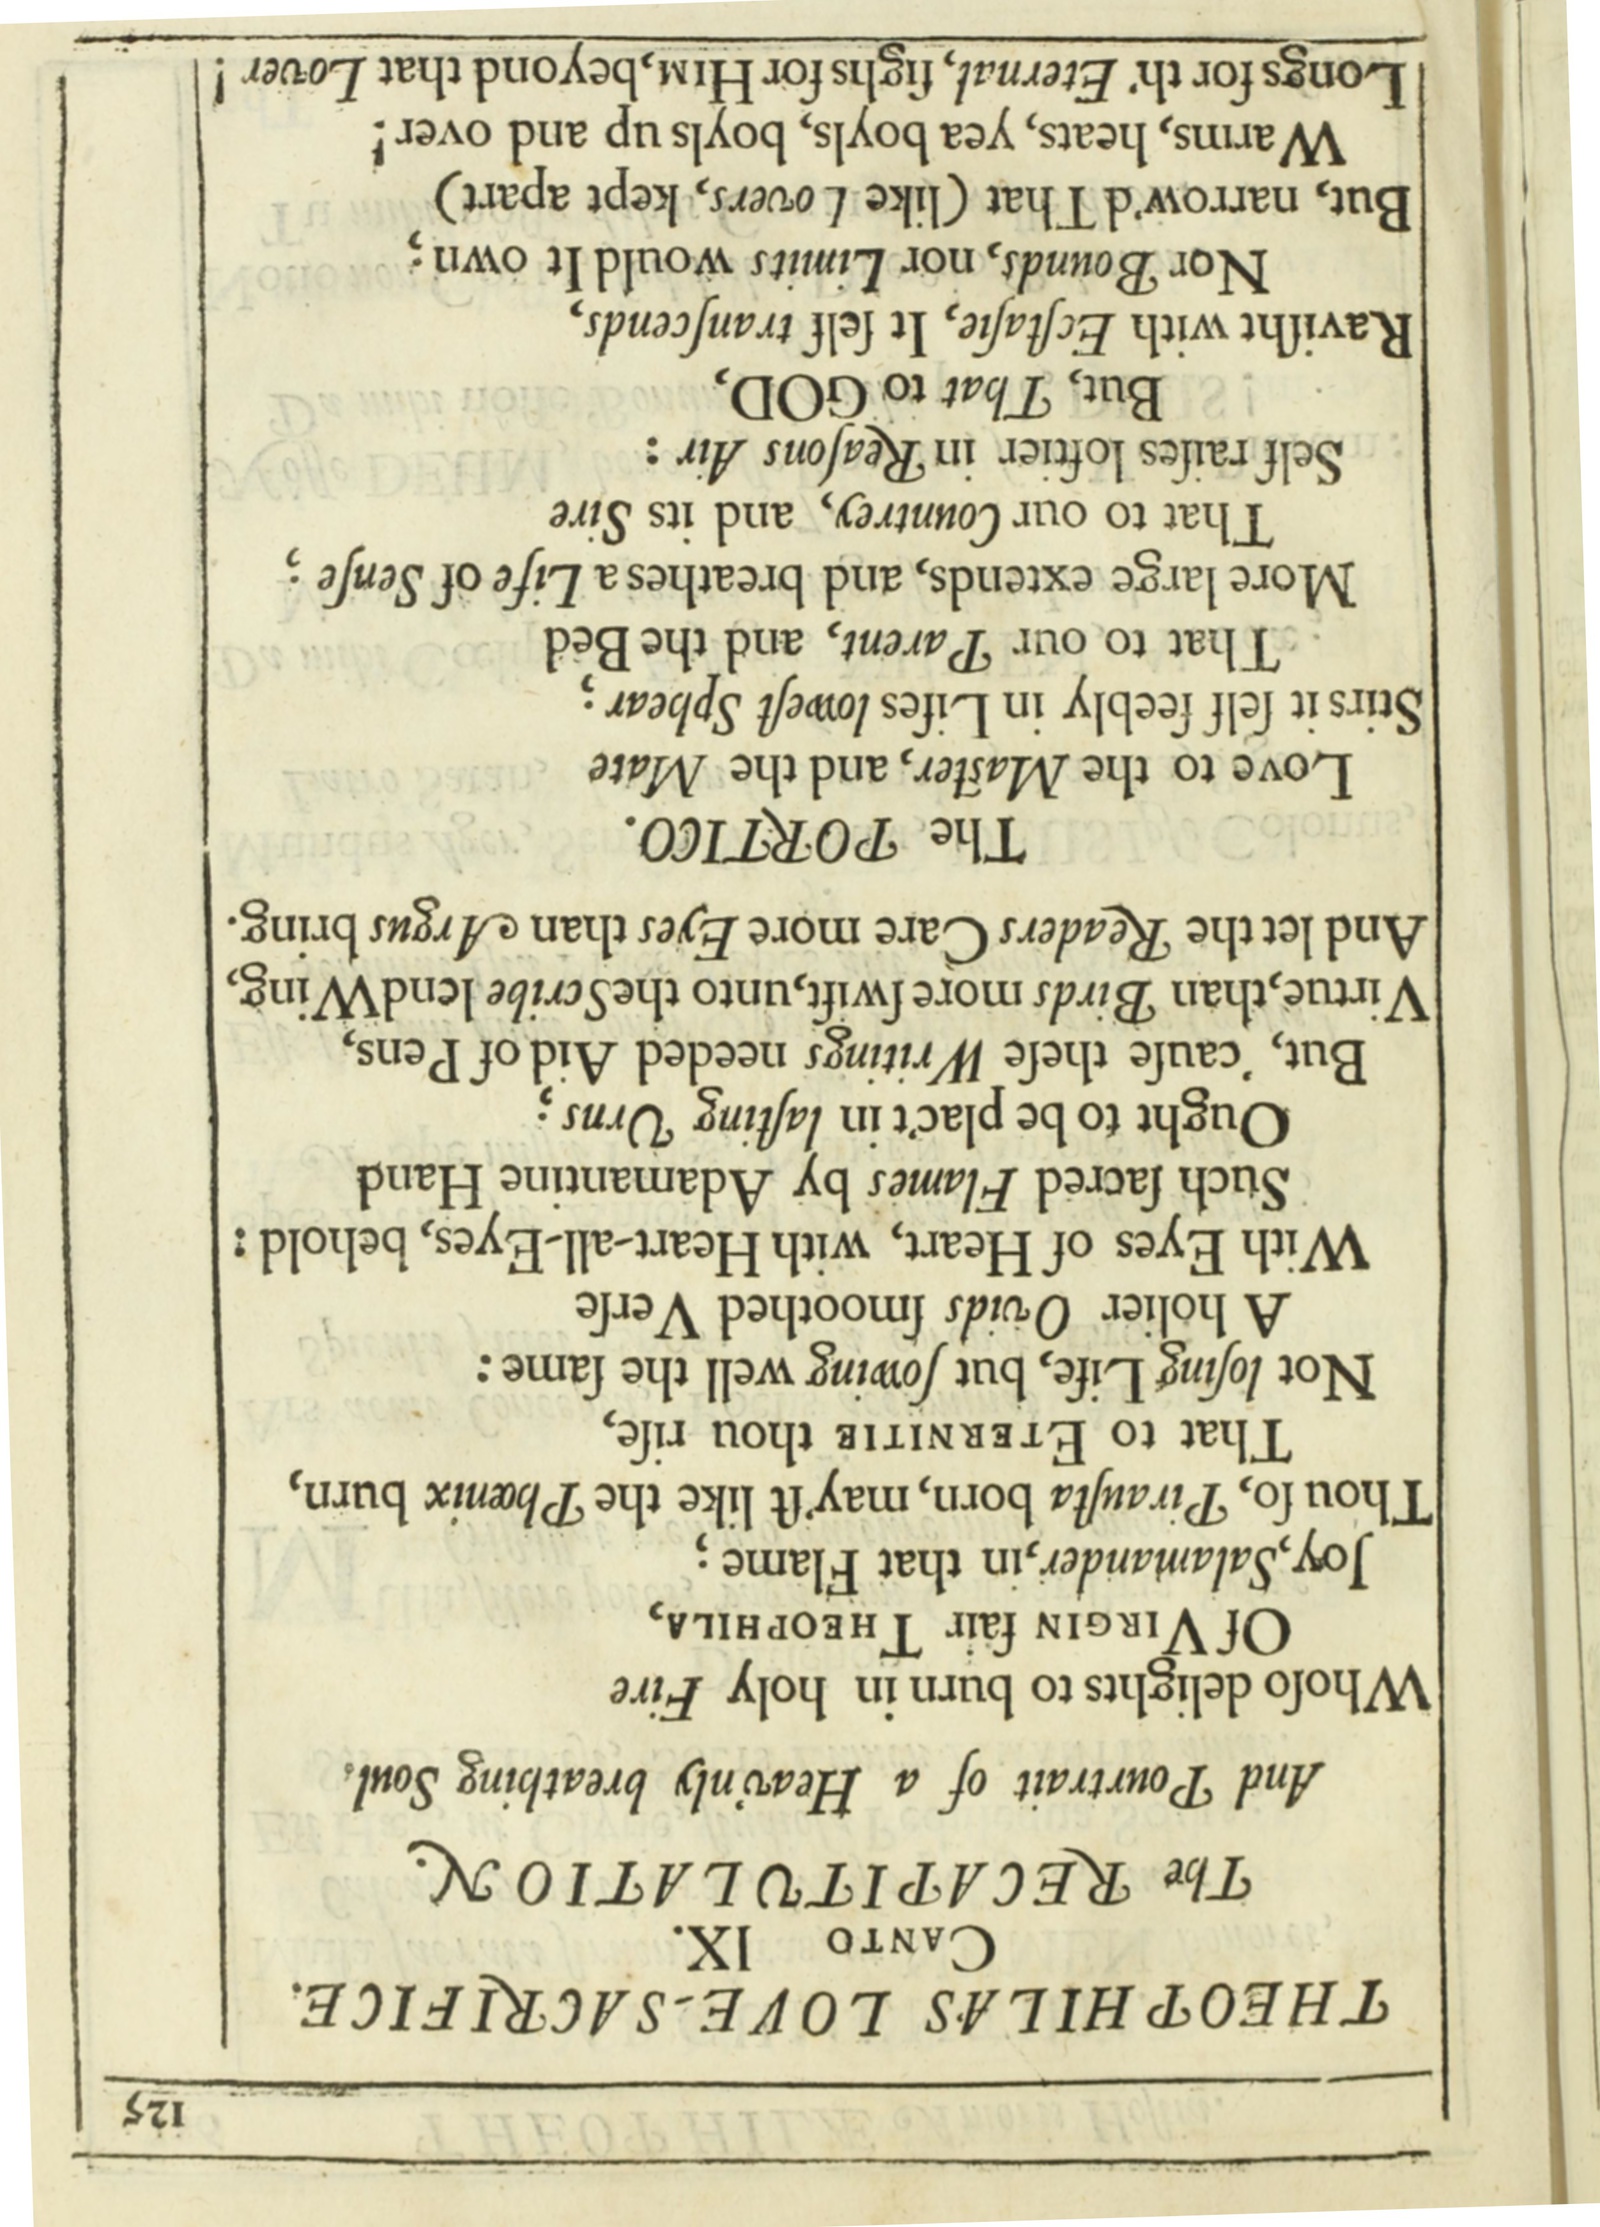 125
THEOPHILAS LOVE-SACRIFICE.
CANTO IX.
The RECAPITULATION.
And Pourtrait of a Heav'nly breathing Soul.
Whoſo delights to burn in holy Fire
Of VIRGIN fair THEOPHILA,
Joy, Salamander, in that Flame;
Thou ſo, Pirauſta born, may'ſt like the Phœnix burn,
That to ETERNITIE thou riſe,
Not loſing Life, but ſowing well the ſame:
A holier Ovids ſmoothed Verſe
With Eyes of Heart, with Heart-all-Eyes, behold:
Such ſacred Flames by Adamantine Hand
Ought to be plac't in laſting Urns;
But, 'cauſe theſe Writings needed Aid of Pens,
Virtue, than Birds more ſwift, unto the Scribe lend Wing,
And let the Readers Care more Eyes than Argus bring.
The PORTICO.
Love to the Maſter, and the Mate
Stirs it ſelf feebly in Lifes loweſt Sphear;
That to our Parent, and the Bed
More large extends, and breathes a Life of Senſe;
That to our Countrey, and its Sire
Self raiſes loftier in Reaſons Air:
But, That to GOD,
Raviſht with Ecſtaſie, It ſelf tranſcends,
Nor Bounds, nor Limits would It own;
But, narrow'd That (like Lovers, kept apart)
Warms, heats, yea boyls, boyls up and over!
Longs for th' Eternal, ſighs for HIM, beyond that Lover!